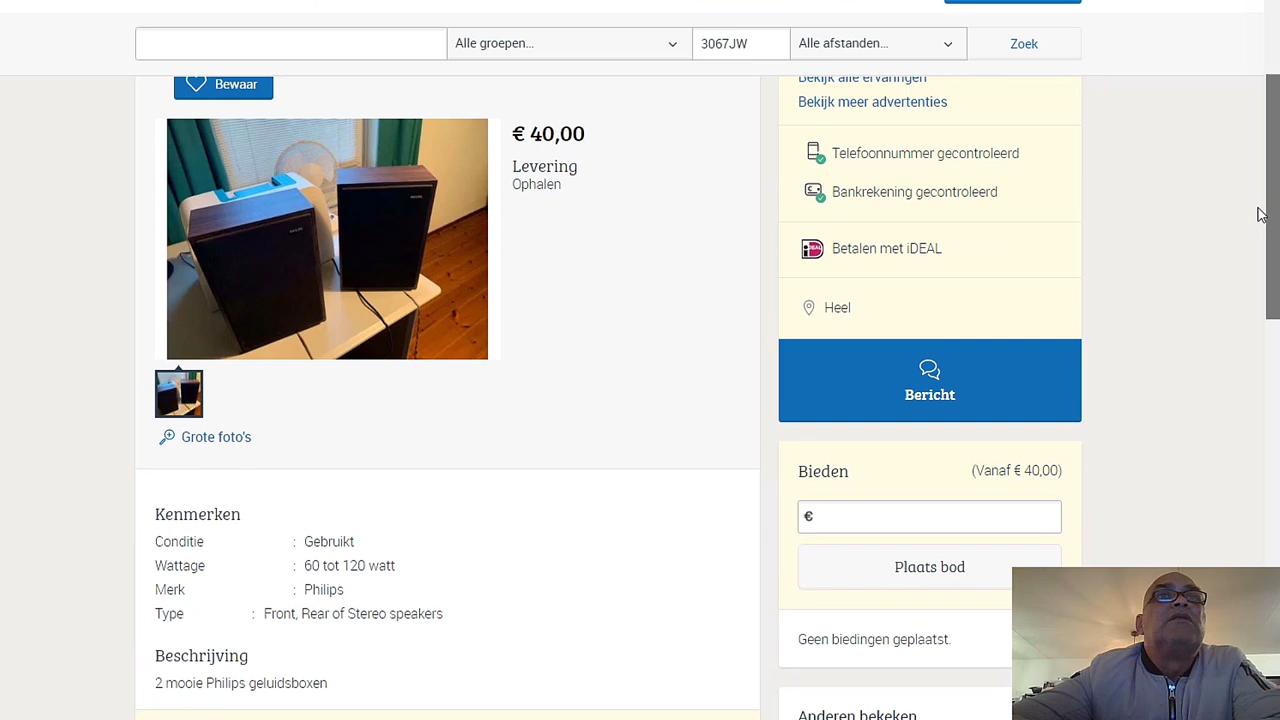 Alle groepen...
3067JW
Alle afstanden...
Zoek
Bewaar
€ 40,00
Levering
Ophalen
Grote foto's
Kenmerken
Conditie : Gebruikt
Wattage : 60 tot 120 watt
Merk : Philips
Type : Front, Rear of Stereo speakers
Beschrijving
2 mooie Philips geluidsboxen
Bekijk alle ervaringen
Bekijk meer advertenties
Telefoonnummer gecontroleerd
Bankrekening gecontroleerd
iDEAL Betalen met iDEAL
Heel
Bericht
Bieden (Vanaf € 40,00)
€
Plaats bod
Geen biedingen geplaatst.
Anderen bekeken